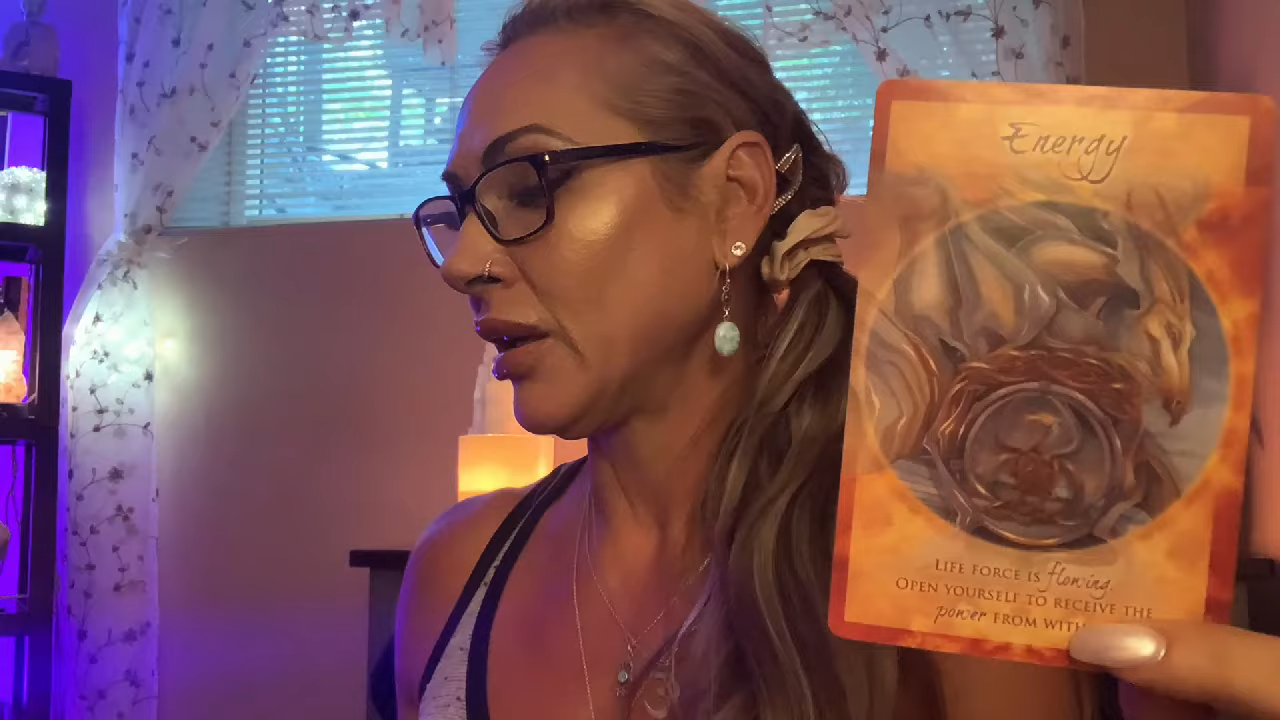 Energy
LIFE FORCE IS flowing.
OPEN YOURSELF TO RECEIVE THE
power FROM WITH